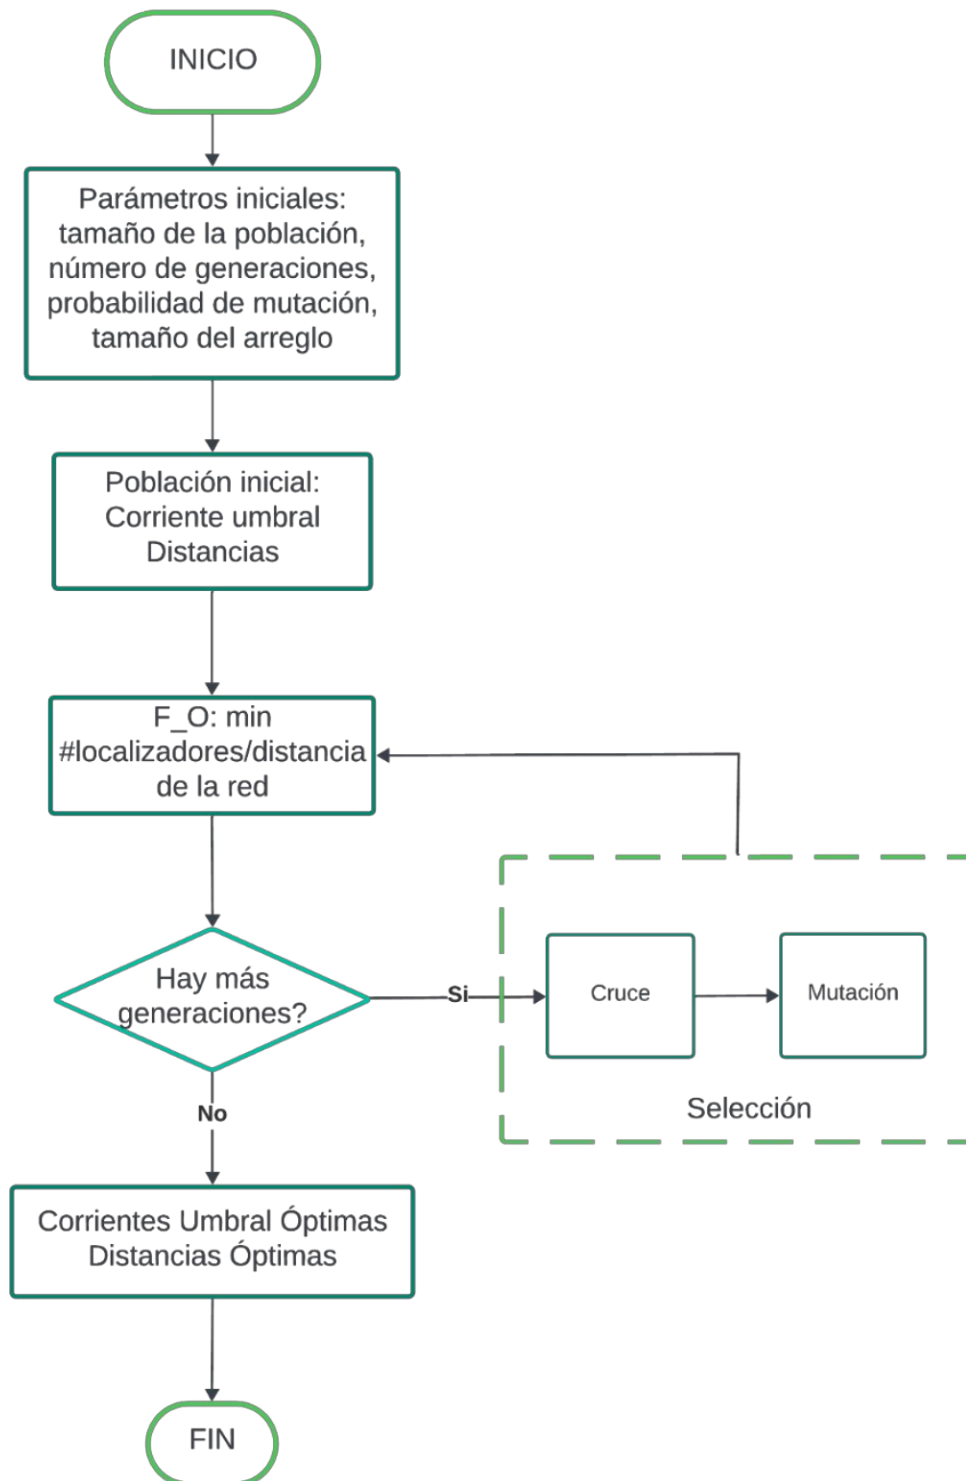 INICIO
Parámetros iniciales:
tamaño de la población,
número de generaciones,
probabilidad de mutación,
tamaño del arreglo
Población inicial:
Corriente umbral
Distancias
F_O: min
#localizadores/distancia
de la red
Hay más
generaciones?
Si
Cruce
Mutación
Selección
No
Corrientes Umbral Óptimas
Distancias Óptimas
FIN